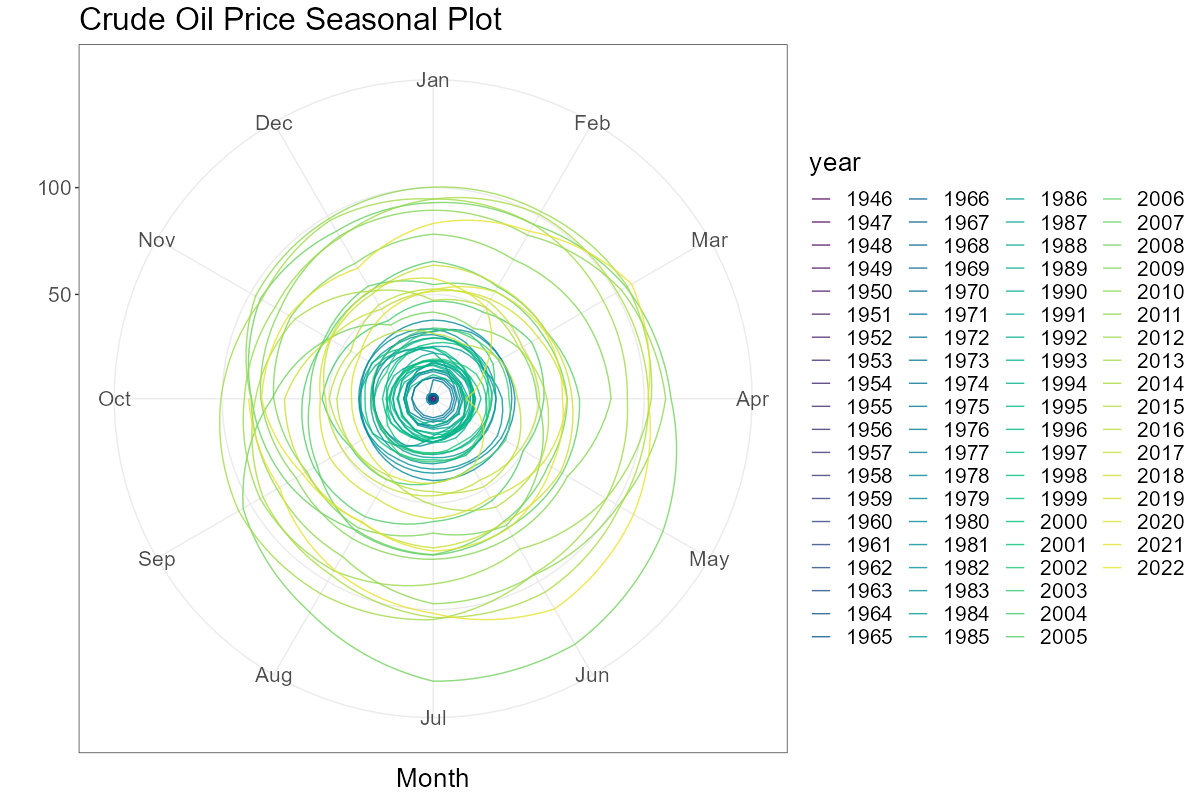 Crude Oil Price Seasonal Plot
Jan
Dec
Feb
100
Nov
Mar
50
Oct
Apr
Sep
May
Aug
Jun
Jul
Month
year
1946 1966 1986 2006
1947 1967 1987 2007
1948 1968 1988 2008
1949 1969 1989 2009
1950 1970 1990 2010
1951 1971 1991 2011
1952 1972 1992 2012
1953 1973 1993 2013
1954 1974 1994 2014
1955 1975 1995 2015
1956 1976 1996 2016
1957 1977 1997 2017
1958 1978 1998 2018
1959 1979 1999 2019
1960 1980 2000 2020
1961 1981 2001 2021
1962 1982 2002 2022
1963 1983 2003
1964 1984 2004
1965 1985 2005